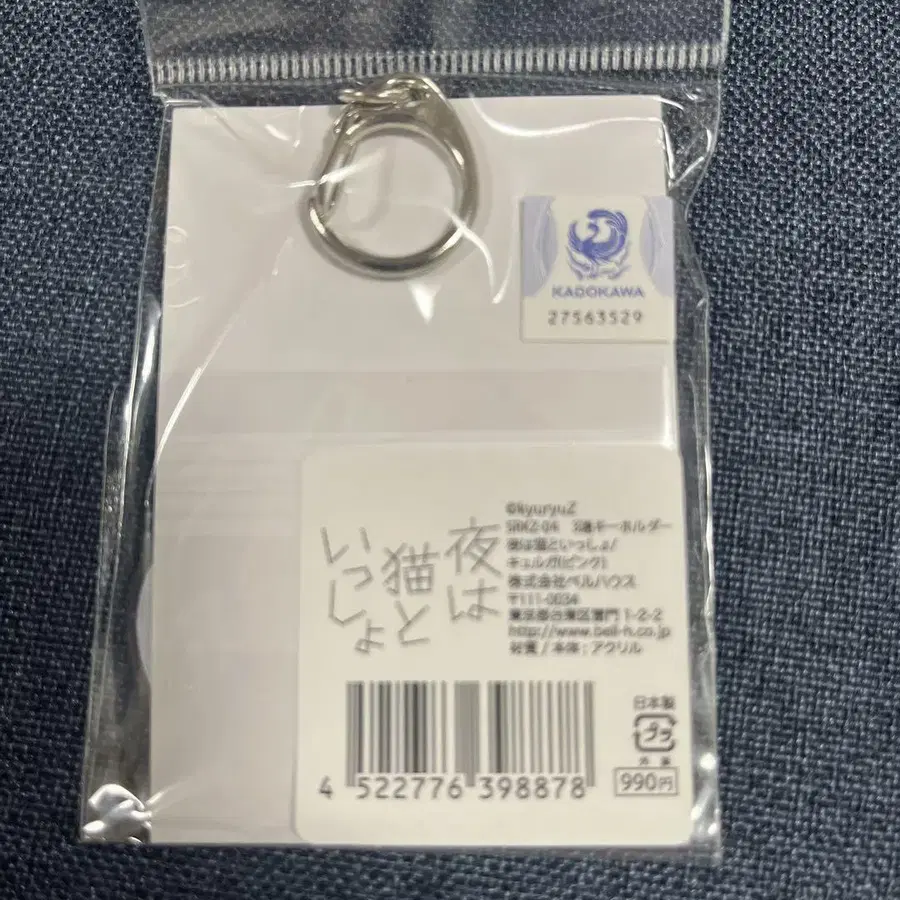 KADOKAWA
27563529
夜は
猫と
いっしょ
©kyuryuZ
SRKZ-04 3連キーホルダー
夜は猫といっしょ/
キュルガ(ピンク)
株式会社ベルハウス
〒111-0034
東京都台東区雷門 1-2-2
http://www.bell-h.co.jp
材質/本体:アクリル
4 522776 398878
日本製
プラ
外装
990円